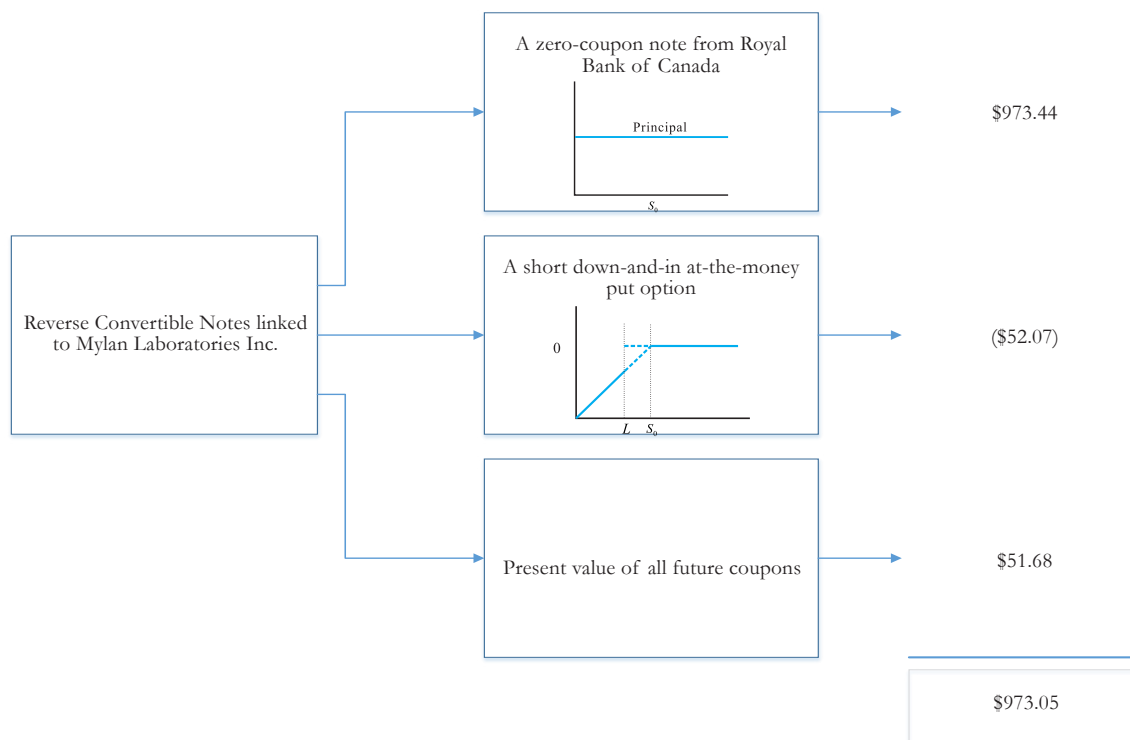 A zero-coupon note from Royal
Bank of Canada
Principal
S₀
$973.44
Reverse Convertible Notes linked
to Mylan Laboratories Inc.
A short down-and-in at-the-money
put option
0
L S₀
($52.07)
Present value of all future coupons
$51.68
$973.05